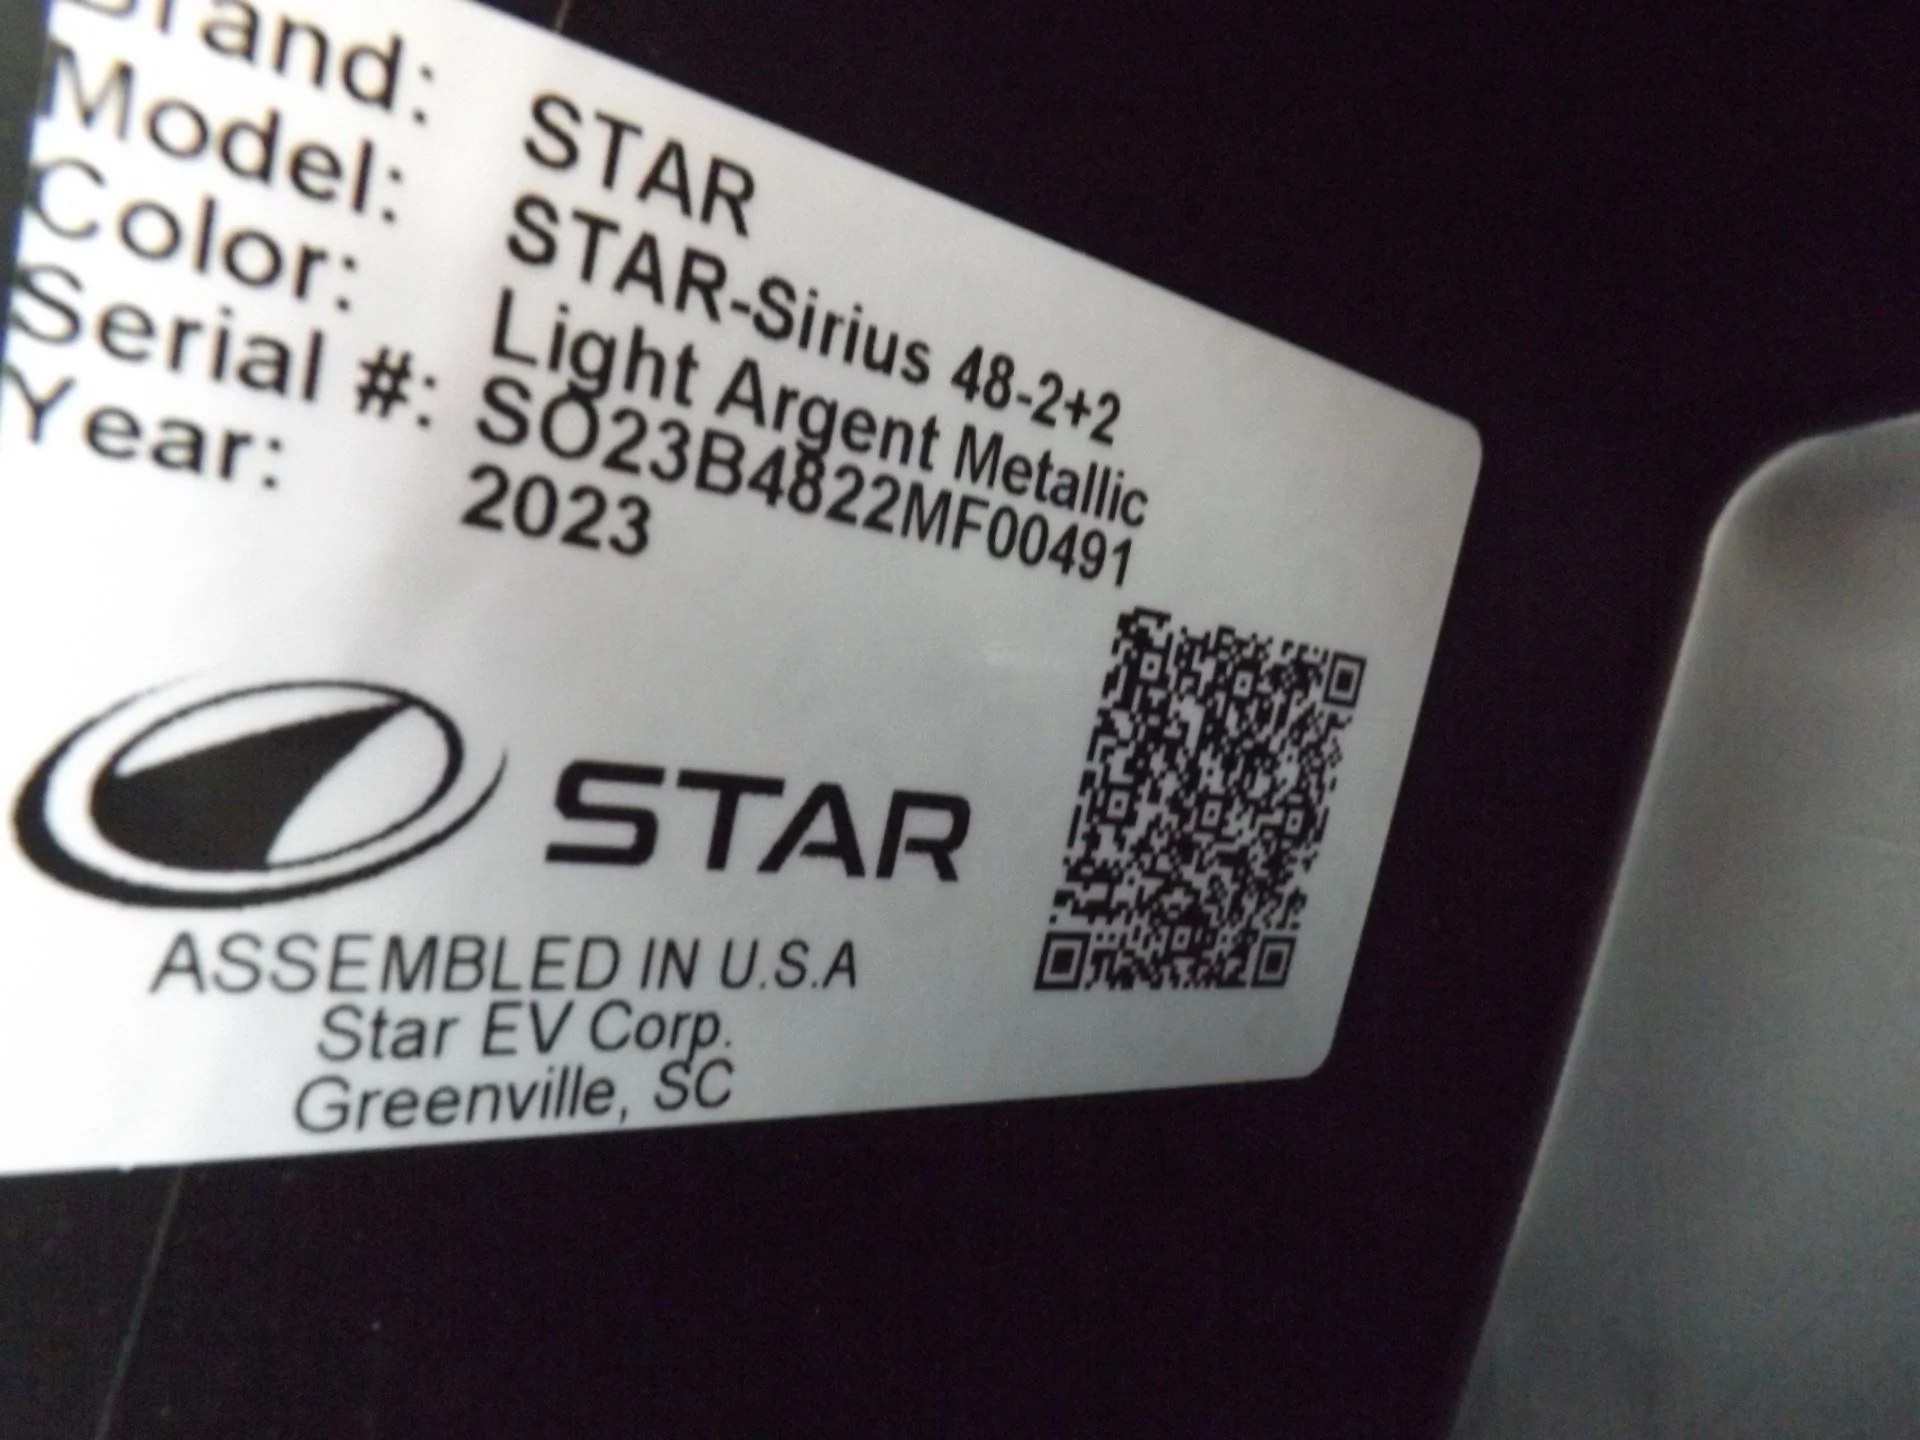 Brand: STAR
Model: STAR-Sirius 48-2+2
Color: Light Argent Metallic
Serial #: SO23B4822MF00491
Year: 2023
STAR
ASSEMBLED IN U.S.A
Star EV Corp.
Greenville, SC